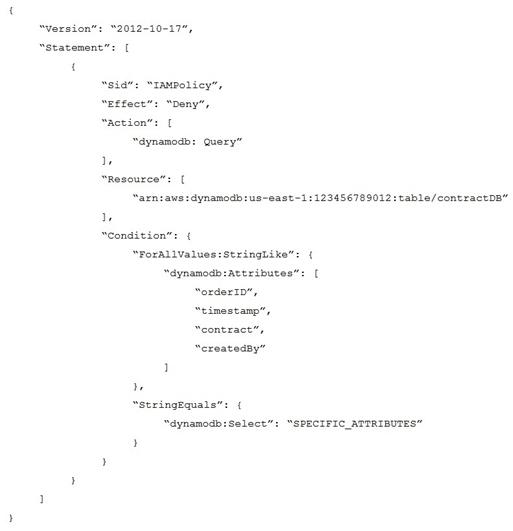 {
“Version”: “2012-10-17”,
“Statement”: [
{
“Sid”: “IAMPolicy”,
“Effect”: “Deny”,
“Action”: [
“dynamodb: Query”
],
“Resource”: [
“arn:aws:dynamodb:us-east-1:123456789012:table/contractDB”
],
“Condition”: {
“ForAllValues:StringLike”: {
“dynamodb:Attributes”: [
“orderID”,
“timestamp”,
“contract”,
“createdBy”
]
},
“StringEquals”: {
“dynamodb:Select”: “SPECIFIC_ATTRIBUTES”
}
}
}
]
}